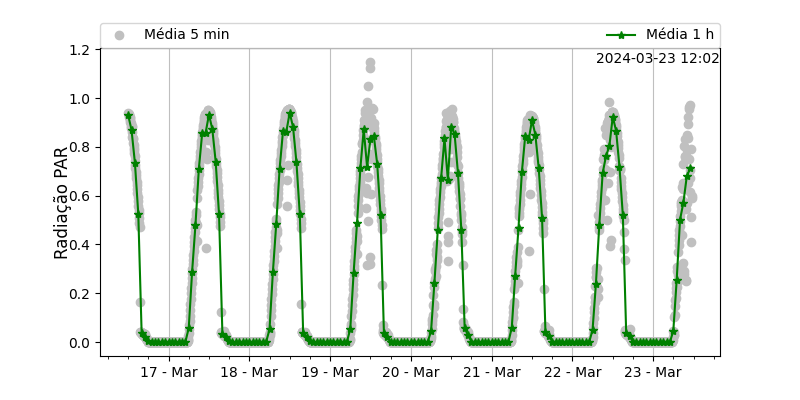 Média 5 min
Média 1 h
2024-03-23 12:02
Radiação PAR
1.2
1.0
0.8
0.6
0.4
0.2
0.0
17 - Mar
18 - Mar
19 - Mar
20 - Mar
21 - Mar
22 - Mar
23 - Mar